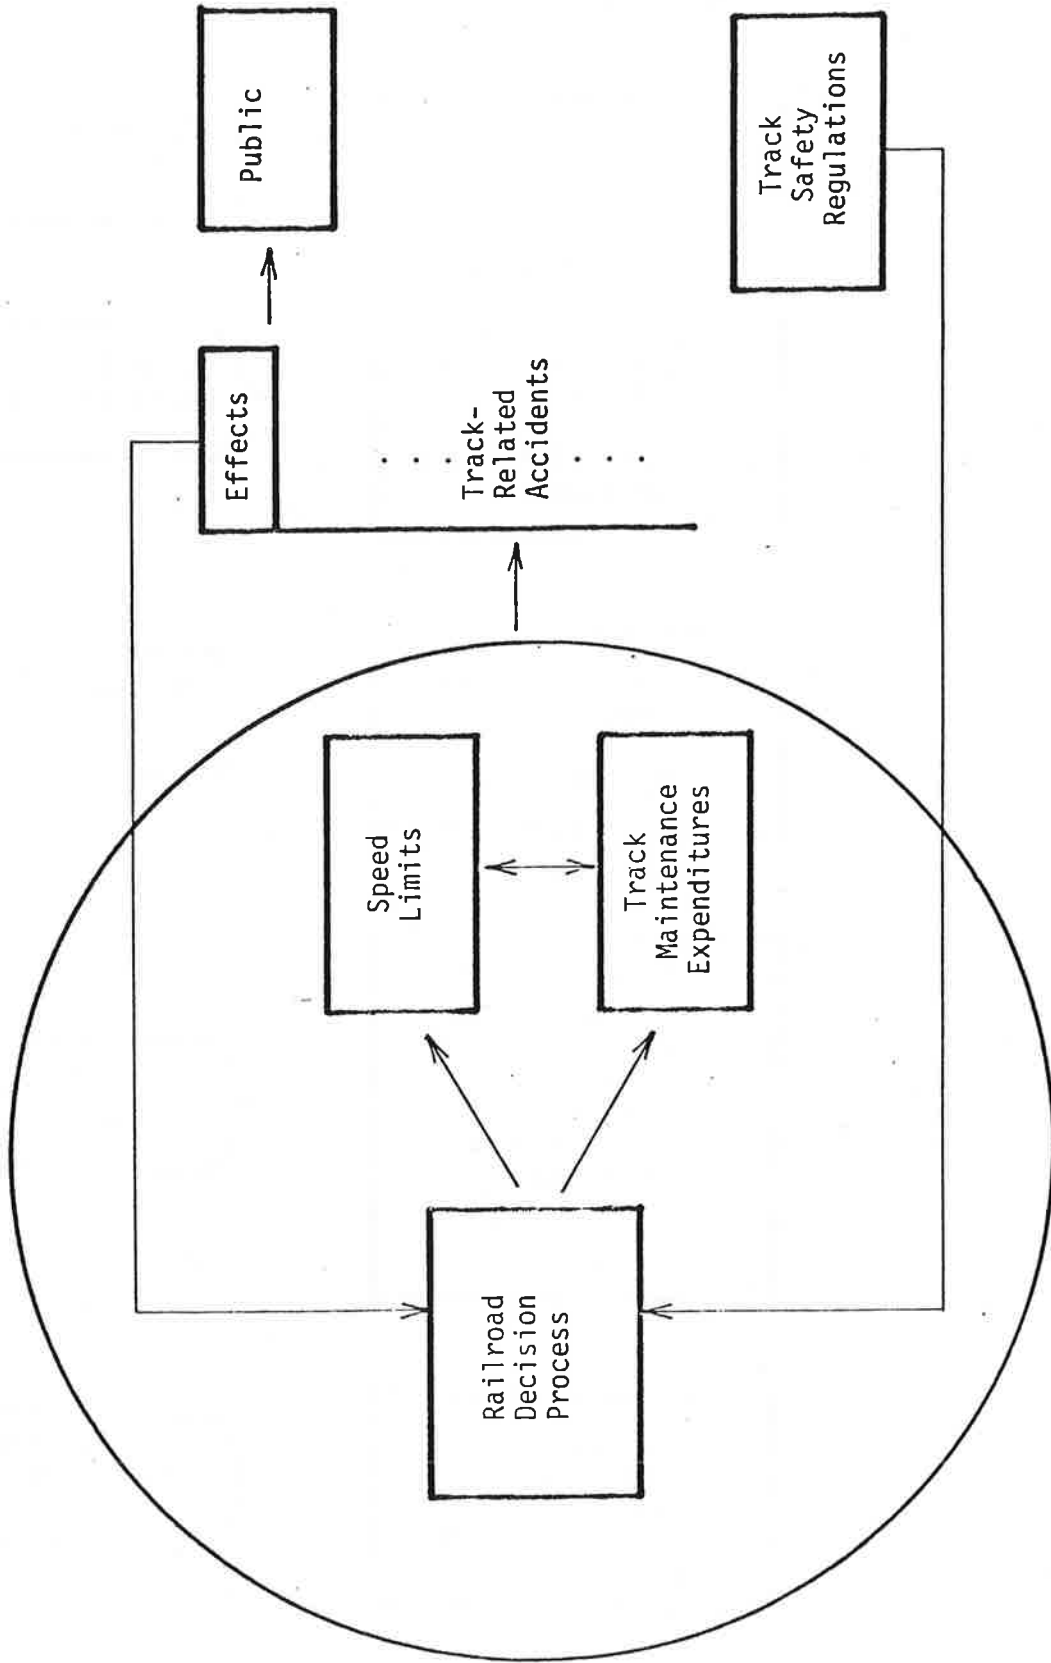 Public
Effects
Track-
Related
Accidents
Speed
Limits
Track
Maintenance
Expenditures
Railroad
Decision
Process
Track
Safety
Regulations